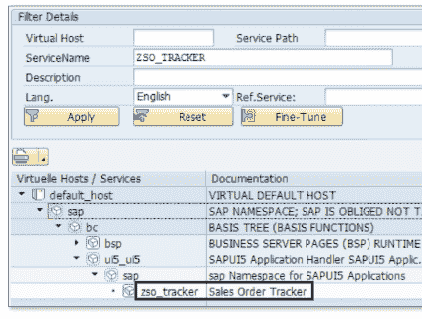 Filter Details
Virtual Host Service Path
ServiceName ZSO_TRACKER
Description
Lang. English Ref.Service:
Apply Reset Fine-Tune
Virtuelle Hosts / Services Documentation
default_host VIRTUAL DEFAULT HOST
sap SAP NAMESPACE; SAP IS OBLIGED NOT T
bc BASIS TREE (BASIS FUNCTIONS)
bsp BUSINESS SERVER PAGES (BSP) RUNTIME
ui5_ui5 SAPUI5 Application Handler SAPUI5 Applic.
sap sap Namespace for SAPUI5 Applications
zso_tracker Sales Order Tracker